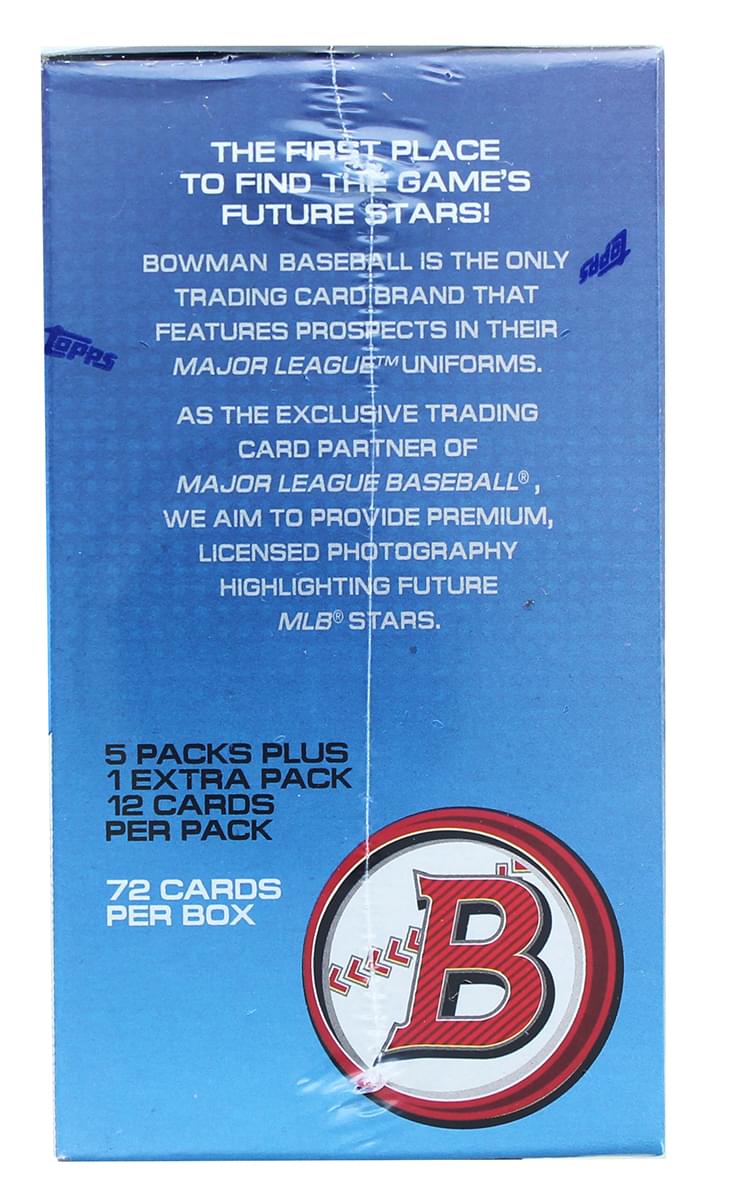 THE FIRST PLACE
TO FIND THE GAME'S
FUTURE STARS!
BOWMAN BASEBALL IS THE ONLY
TRADING CARD BRAND THAT
FEATURES PROSPECTS IN THEIR
MAJOR LEAGUE™ UNIFORMS.
AS THE EXCLUSIVE TRADING
CARD PARTNER OF
MAJOR LEAGUE BASEBALL®,
WE AIM TO PROVIDE PREMIUM,
LICENSED PHOTOGRAPHY
HIGHLIGHTING FUTURE
MLB® STARS.
Topps
Topps
5 PACKS PLUS
1 EXTRA PACK
12 CARDS
PER PACK
72 CARDS
PER BOX
B